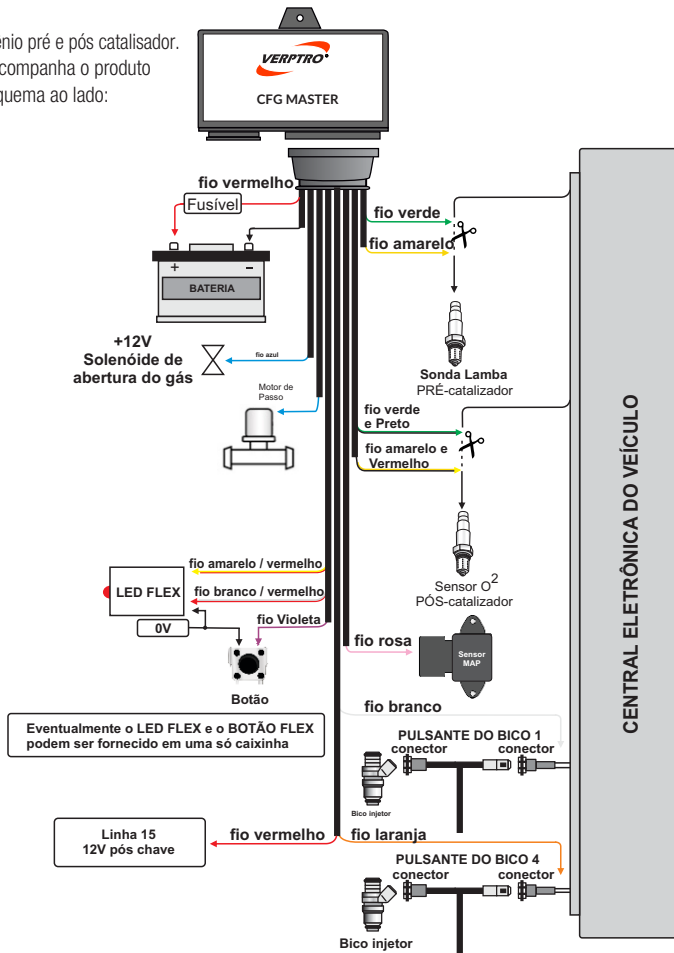 ênio pré e pós catalisador.
companha o produto
quema ao lado:
VERPTRO
CFG MASTER
fio vermelho
Fusível
+ −
BATERIA
+12V
Solenóide de
abertura do gás
fio azul
Motor de
Passo
fio verde
fio amarelo
Sonda Lamba
PRÉ-catalizador
fio verde
e Preto
fio amarelo e
Vermelho
Sensor O2
PÓS-catalizador
CENTRAL ELETRÔNICA DO VEÍCULO
fio amarelo / vermelho
LED FLEX
fio branco / vermelho
0V
fio Violeta
Botão
fio rosa
Sensor
MAP
Eventualmente o LED FLEX e o BOTÃO FLEX
podem ser fornecido em uma só caixinha
fio branco
PULSANTE DO BICO 1
conector conector
Bico injetor
Linha 15
12V pós chave
fio vermelho
fio laranja
PULSANTE DO BICO 4
conector conector
Bico injetor